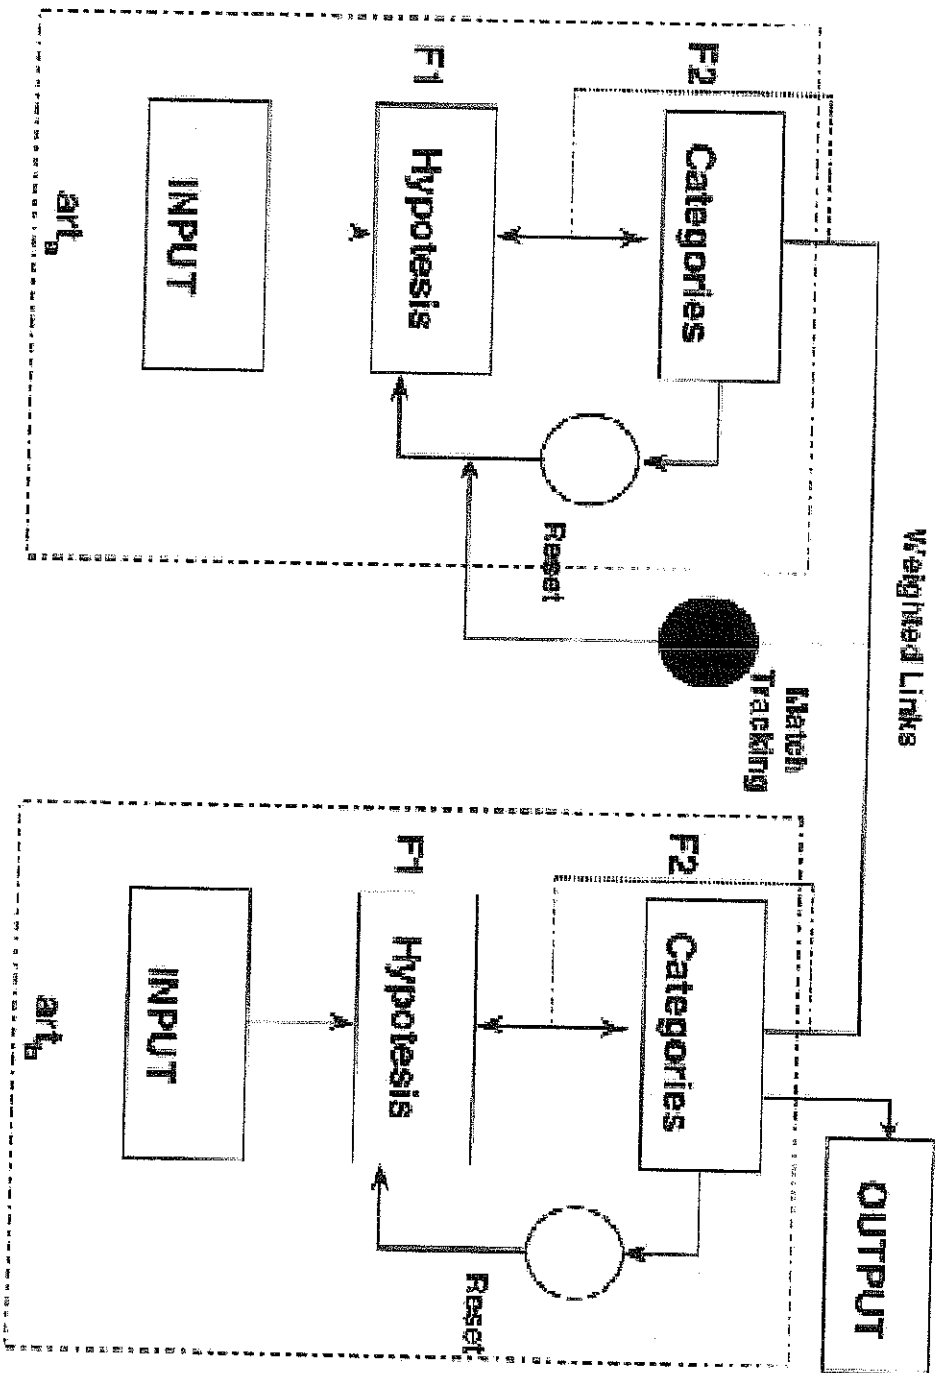 Weighted Links
OUTPUT
F2
Categories
Match
Tracking
F2
Categories
Reset
F1
Hypotesis
F1
Hypotesis
Reset
INPUT
INPUT
art
art